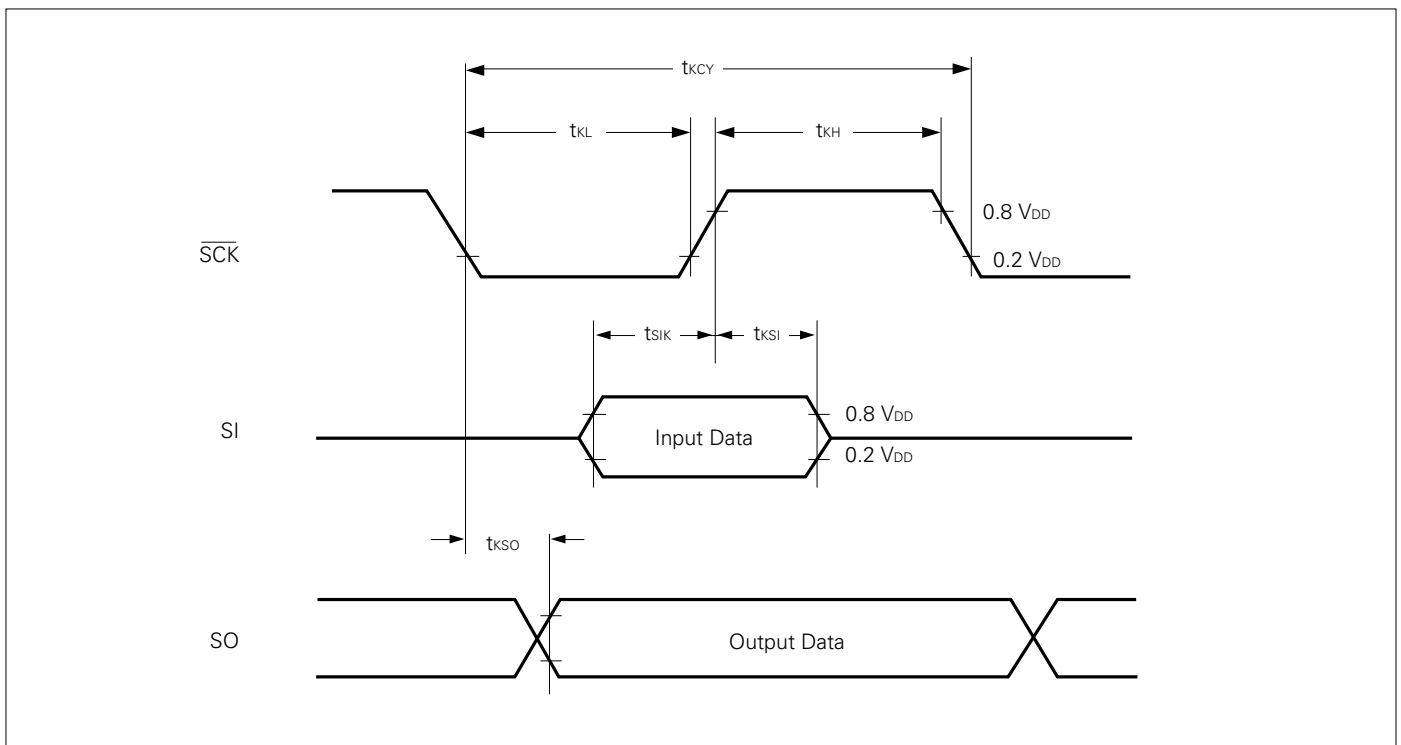 tKCY
tKL
tKH
0.8 VDD
SCK
0.2 VDD
tSIK
tKSI
0.8 VDD
SI
Input Data
0.2 VDD
tKSO
SO
Output Data